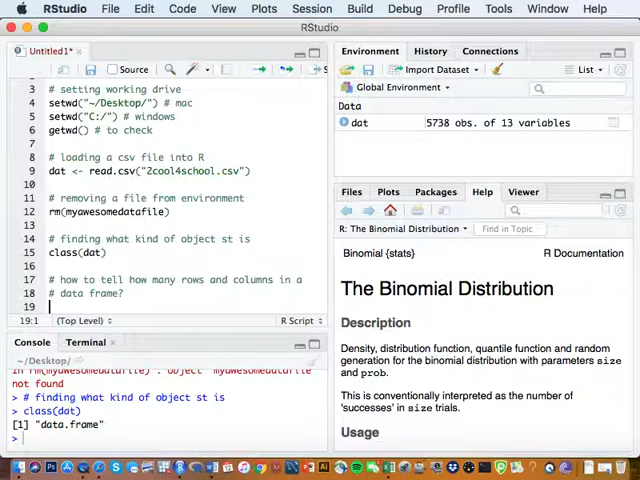 RStudio File Edit Code View Plots Session Build Debug Profile Tools Window Help
RStudio
Untitled1*
Source
3 # setting working drive
4 setwd("~/Desktop/") # mac
5 setwd("C:/") # windows
6 getwd() # to check
7
8 # loading a csv file into R
9 dat <- read.csv("2cool4school.csv")
10
11 # removing a file from environment
12 rm(myawesomedatafile)
13
14 # finding what kind of object st is
15 class(dat)
16
17 # how to tell how many rows and columns in a
18 # data frame?
19
19:1 (Top Level) R Script
Console Terminal
~/Desktop/
in rm(myawesomedatafile) : object 'myawesomedatafile'
not found
> # finding what kind of object st is
> class(dat)
[1] "data.frame"
>
Environment History Connections
Import Dataset List
Global Environment
Data
dat 5738 obs. of 13 variables
Files Plots Packages Help Viewer
R: The Binomial Distribution Find in Topic
Binomial {stats} R Documentation
The Binomial Distribution
Description
Density, distribution function, quantile function and random
generation for the binomial distribution with parameters size
and prob.
This is conventionally interpreted as the number of
'successes' in size trials.
Usage